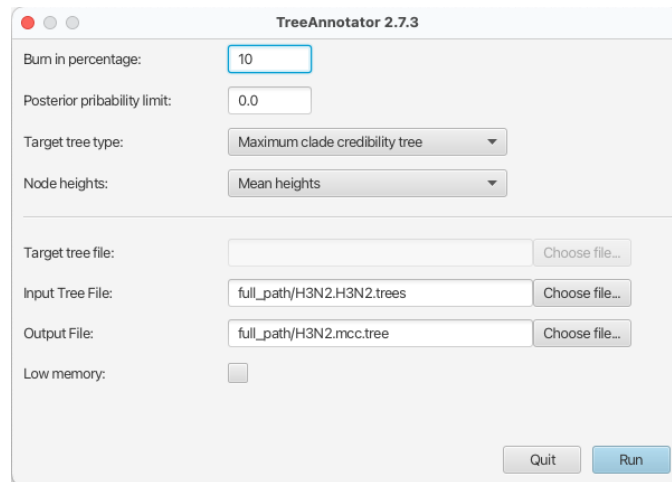 TreeAnnotator 2.7.3
Burn in percentage: 10
Posterior pribability limit: 0.0
Target tree type: Maximum clade credibility tree
Node heights: Mean heights
Target tree file: Choose file...
Input Tree File: full_path/H3N2.H3N2.trees Choose file...
Output File: full_path/H3N2.mcc.tree Choose file...
Low memory:
Quit Run